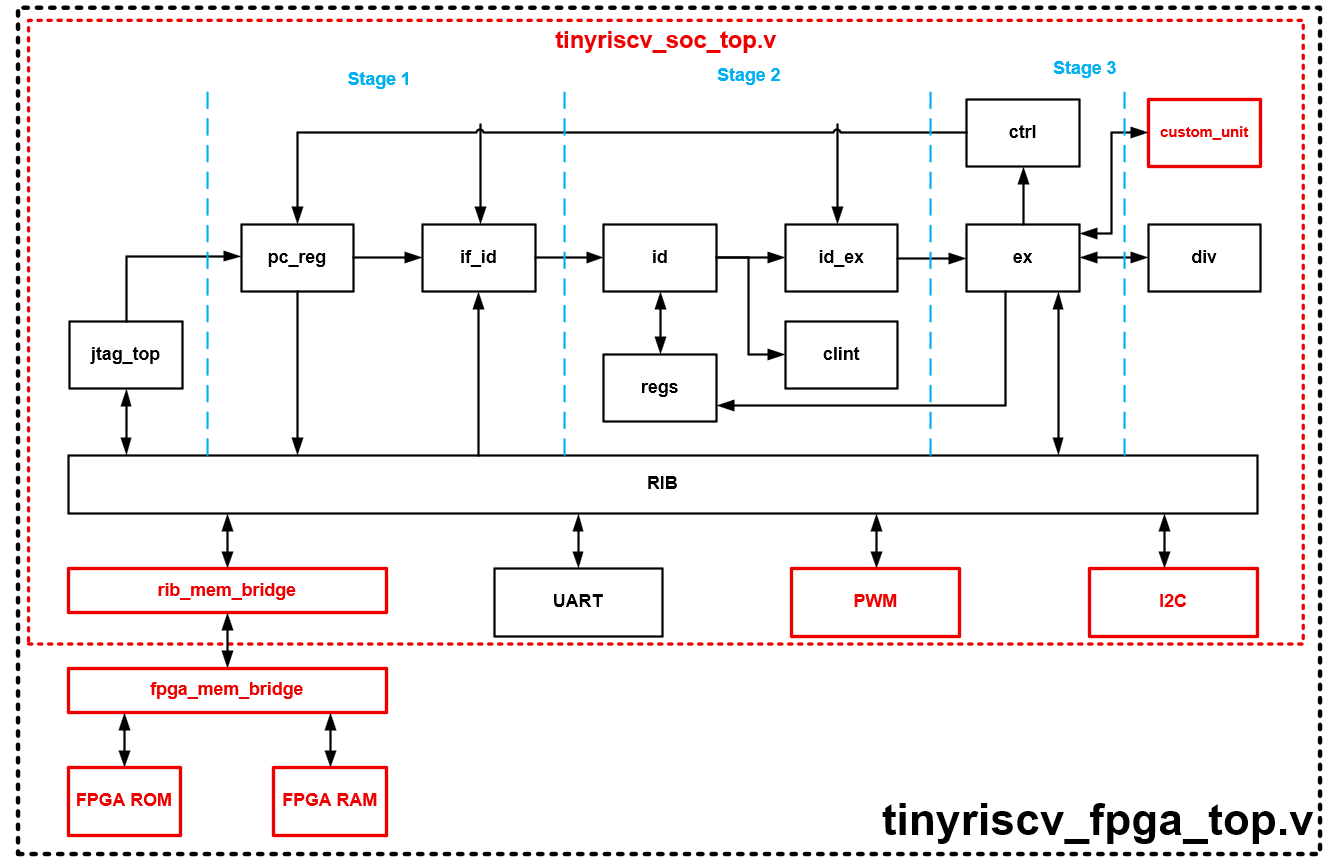 tinyriscv_soc_top.v
Stage 1
Stage 2
Stage 3
ctrl
custom_unit
pc_reg
if_id
id
id_ex
ex
div
jtag_top
regs
clint
RIB
rib_mem_bridge
UART
PWM
I2C
fpga_mem_bridge
FPGA ROM
FPGA RAM
tinyriscv_fpga_top.v